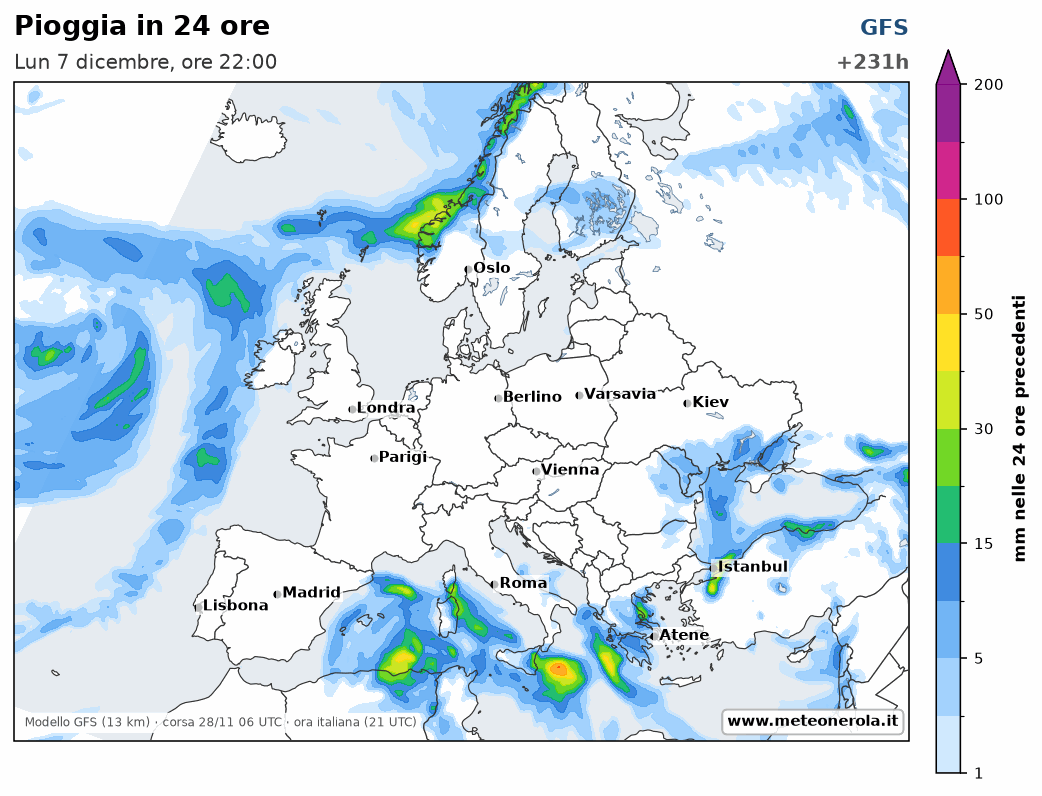 Pioggia in 24 ore
GFS
Lun 7 dicembre, ore 22:00
+231h
200
100
50
30
15
5
1
mm nelle 24 ore precedenti
Oslo
Berlino
Varsavia
Kiev
Londra
Parigi
Vienna
Istanbul
Roma
Madrid
Lisbona
Atene
Modello GFS (13 km) · corsa 28/11 06 UTC · ora italiana (21 UTC)
www.meteonerola.it